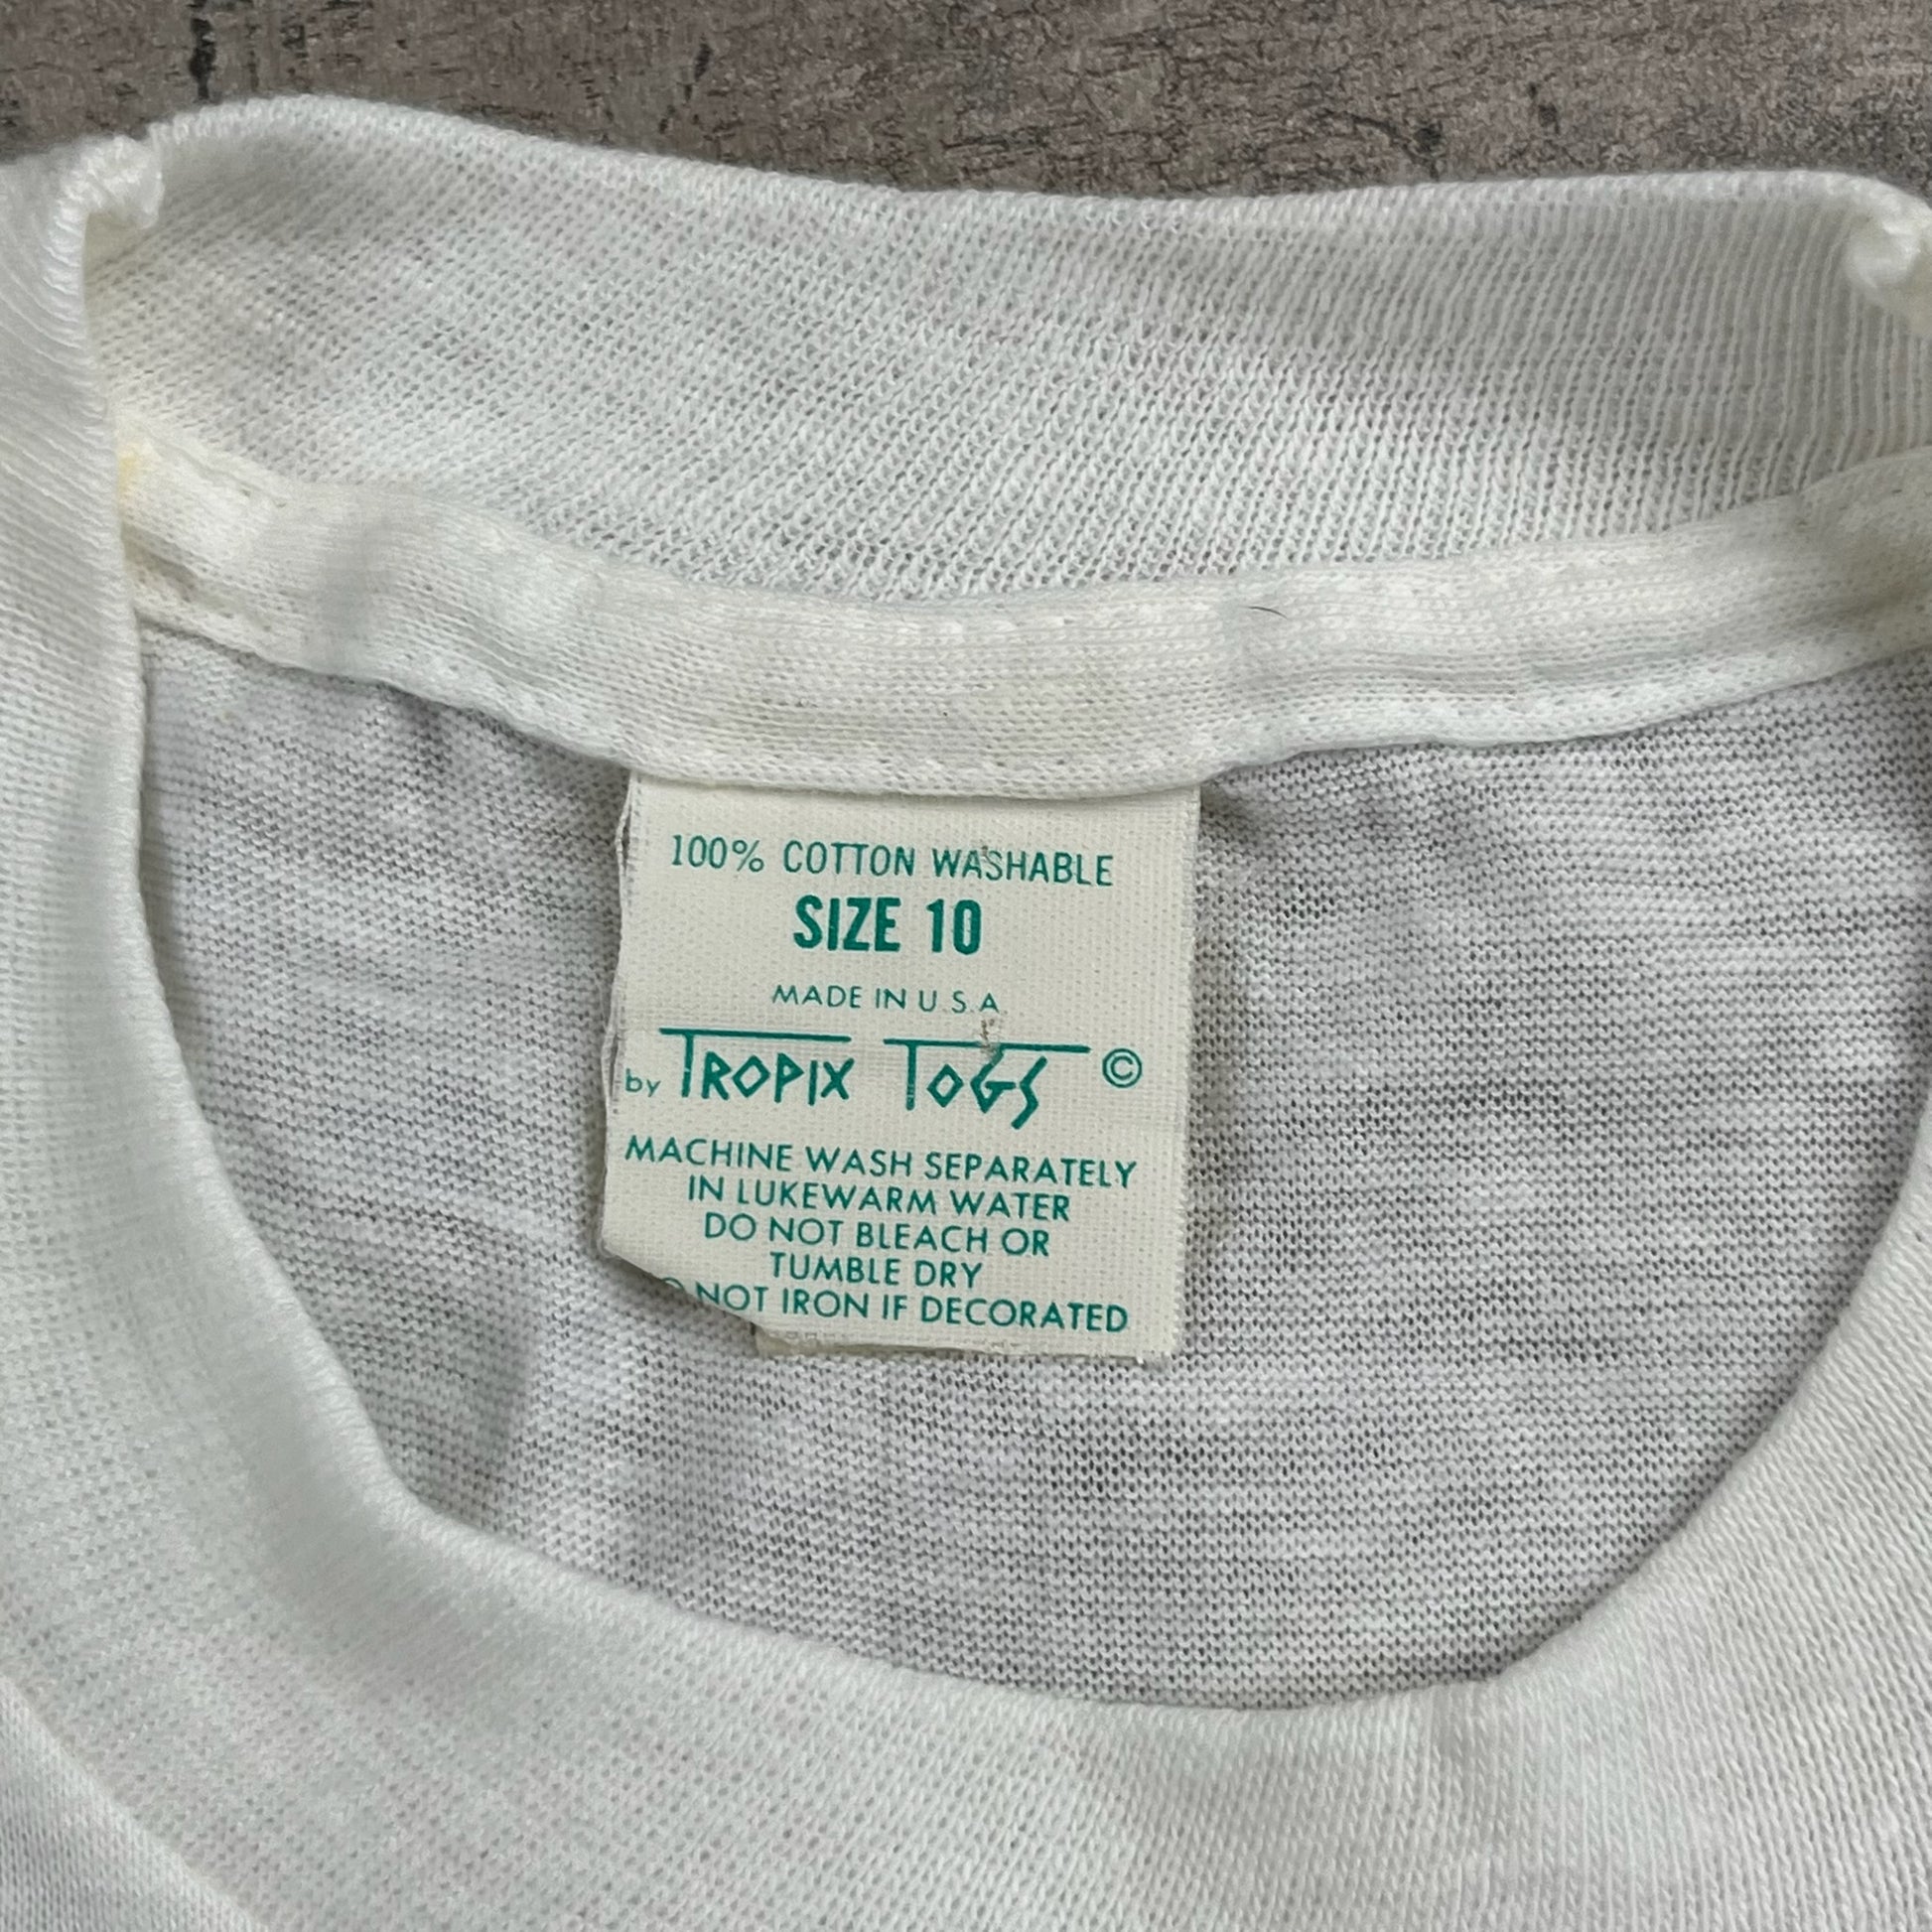 100% COTTON WASHABLE
SIZE 10
MADE IN U.S.A.
by TROPIX TOGS ©
MACHINE WASH SEPARATELY
IN LUKEWARM WATER
DO NOT BLEACH OR
TUMBLE DRY
NOT IRON IF DECORATED